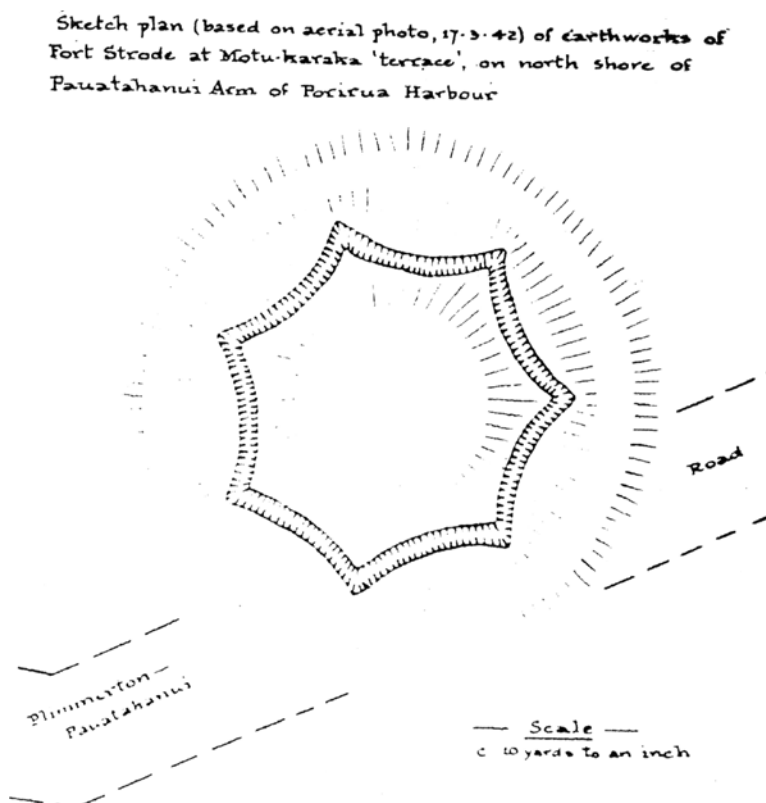 Sketch plan (based on aerial photo, 17·3·42) of earthworks of
Fort Strode at Motu-karaka 'terrace', on north shore of
Pauatahanui Arm of Porirua Harbour
Road
Plimmerton—
Pauatahanui
— Scale —
c 10 yards to an inch